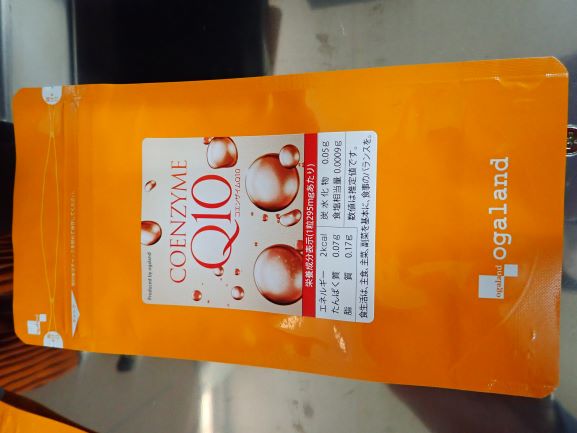 Produced by ogaland
COENZYME
Q10
コエンザイムQ10
栄養成分表示(1粒295mgあたり)
エネルギー 2kcal 炭水化物 0.05g
たんぱく質 0.07g 食塩相当量 0.0009g
脂質 0.17g 数値は推定値です。
食生活は、主食、主菜、副菜を基本に、食事のバランスを。
ogaland
ogaland
ogaland